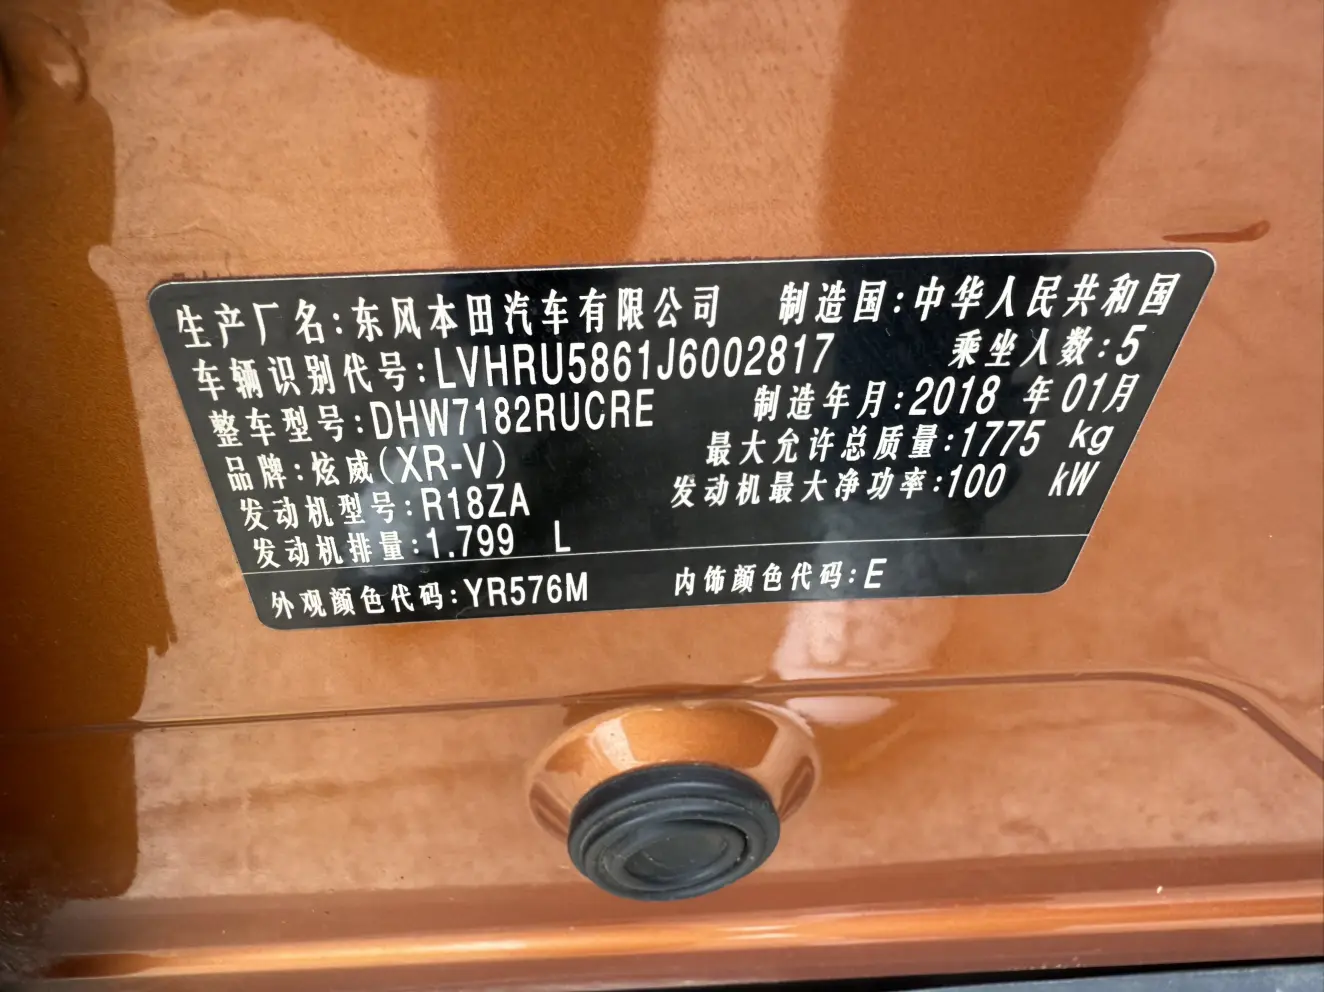 生产厂名:东风本田汽车有限公司 制造国:中华人民共和国
车辆识别代号:LVHRU5861J6002817 乘坐人数:5
整车型号:DHW7182RUCRE 制造年月:2018 年 01月
品牌:炫威(XR-V) 最大允许总质量:1775 kg
发动机型号:R18ZA 发动机最大净功率:100 kW
发动机排量:1.799 L
外观颜色代码:YR576M 内饰颜色代码:E